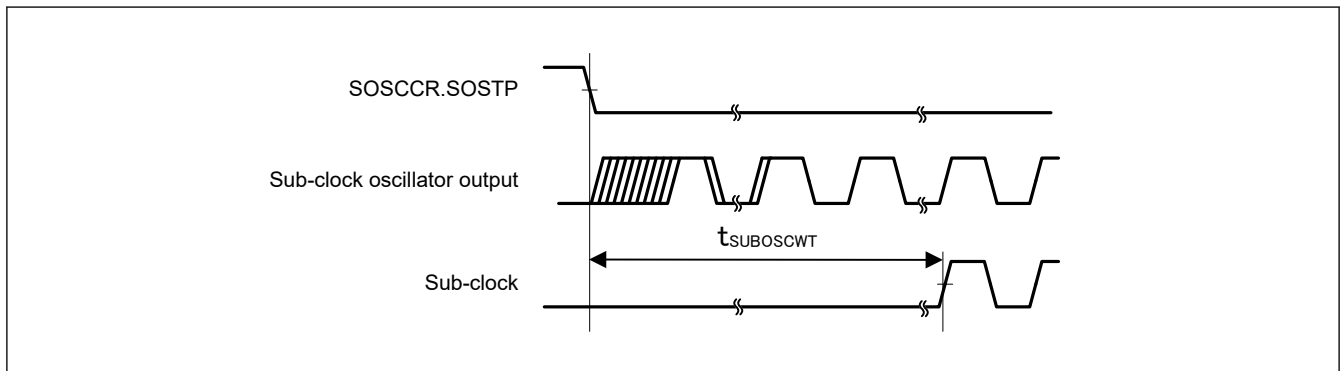 SOSCCR.SOSTP
Sub-clock oscillator output
tSUBOSCWT
Sub-clock